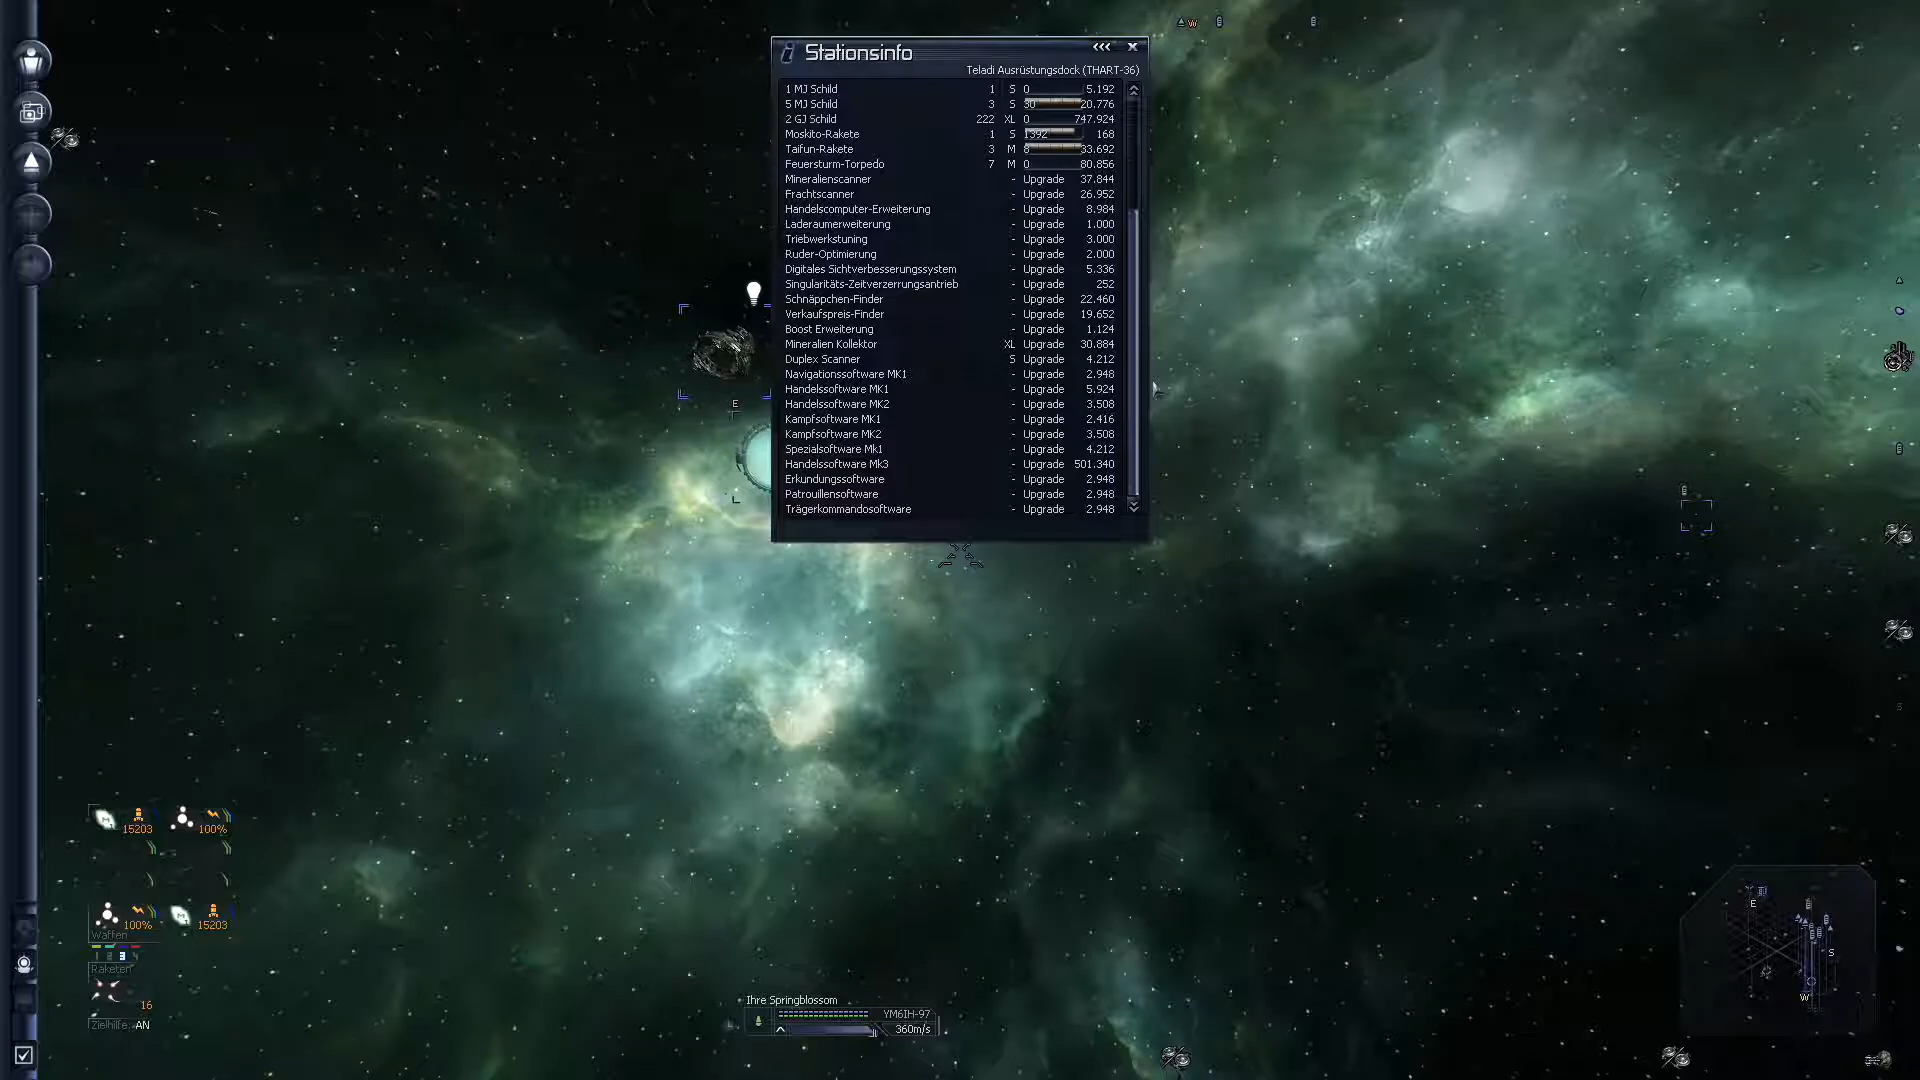 W
Stationsinfo
Teladi Ausrüstungsdock (THART-36)
1 MJ Schild 1 S 0 5.192
5 MJ Schild 3 S 30 20.776
2 GJ Schild 222 XL 0 747.924
Moskito-Rakete 1 S 1392 168
Taifun-Rakete 3 M 8 33.692
Feuersturm-Torpedo 7 M 0 80.856
Mineralienscanner - Upgrade 37.844
Frachtscanner - Upgrade 26.952
Handelscomputer-Erweiterung - Upgrade 8.984
Laderaumerweiterung - Upgrade 1.000
Triebwerkstuning - Upgrade 3.000
Ruder-Optimierung - Upgrade 2.000
Digitales Sichtverbesserungssystem - Upgrade 5.336
Singularitäts-Zeitverzerrungsantrieb - Upgrade 252
Schnäppchen-Finder - Upgrade 22.460
Verkaufspreis-Finder - Upgrade 19.652
Boost Erweiterung - Upgrade 1.124
Mineralien Kollektor XL Upgrade 30.884
Duplex Scanner S Upgrade 4.212
Navigationssoftware MK1 - Upgrade 2.948
Handelssoftware MK1 - Upgrade 5.924
Handelssoftware MK2 - Upgrade 3.508
Kampfsoftware MK1 - Upgrade 2.416
Kampfsoftware MK2 - Upgrade 3.508
Spezialsoftware Mk1 - Upgrade 4.212
Handelssoftware Mk3 - Upgrade 501.340
Erkundungssoftware - Upgrade 2.948
Patrouillensoftware - Upgrade 2.948
Trägerkommandosoftware - Upgrade 2.948
E
S
M 15203 100%
100% M 15203
Waffen
1 2 3 4
Raketen
16
Zielhilfe: AN
Ihre Springblossom
YM6IH-97
360m/s
E
S
W